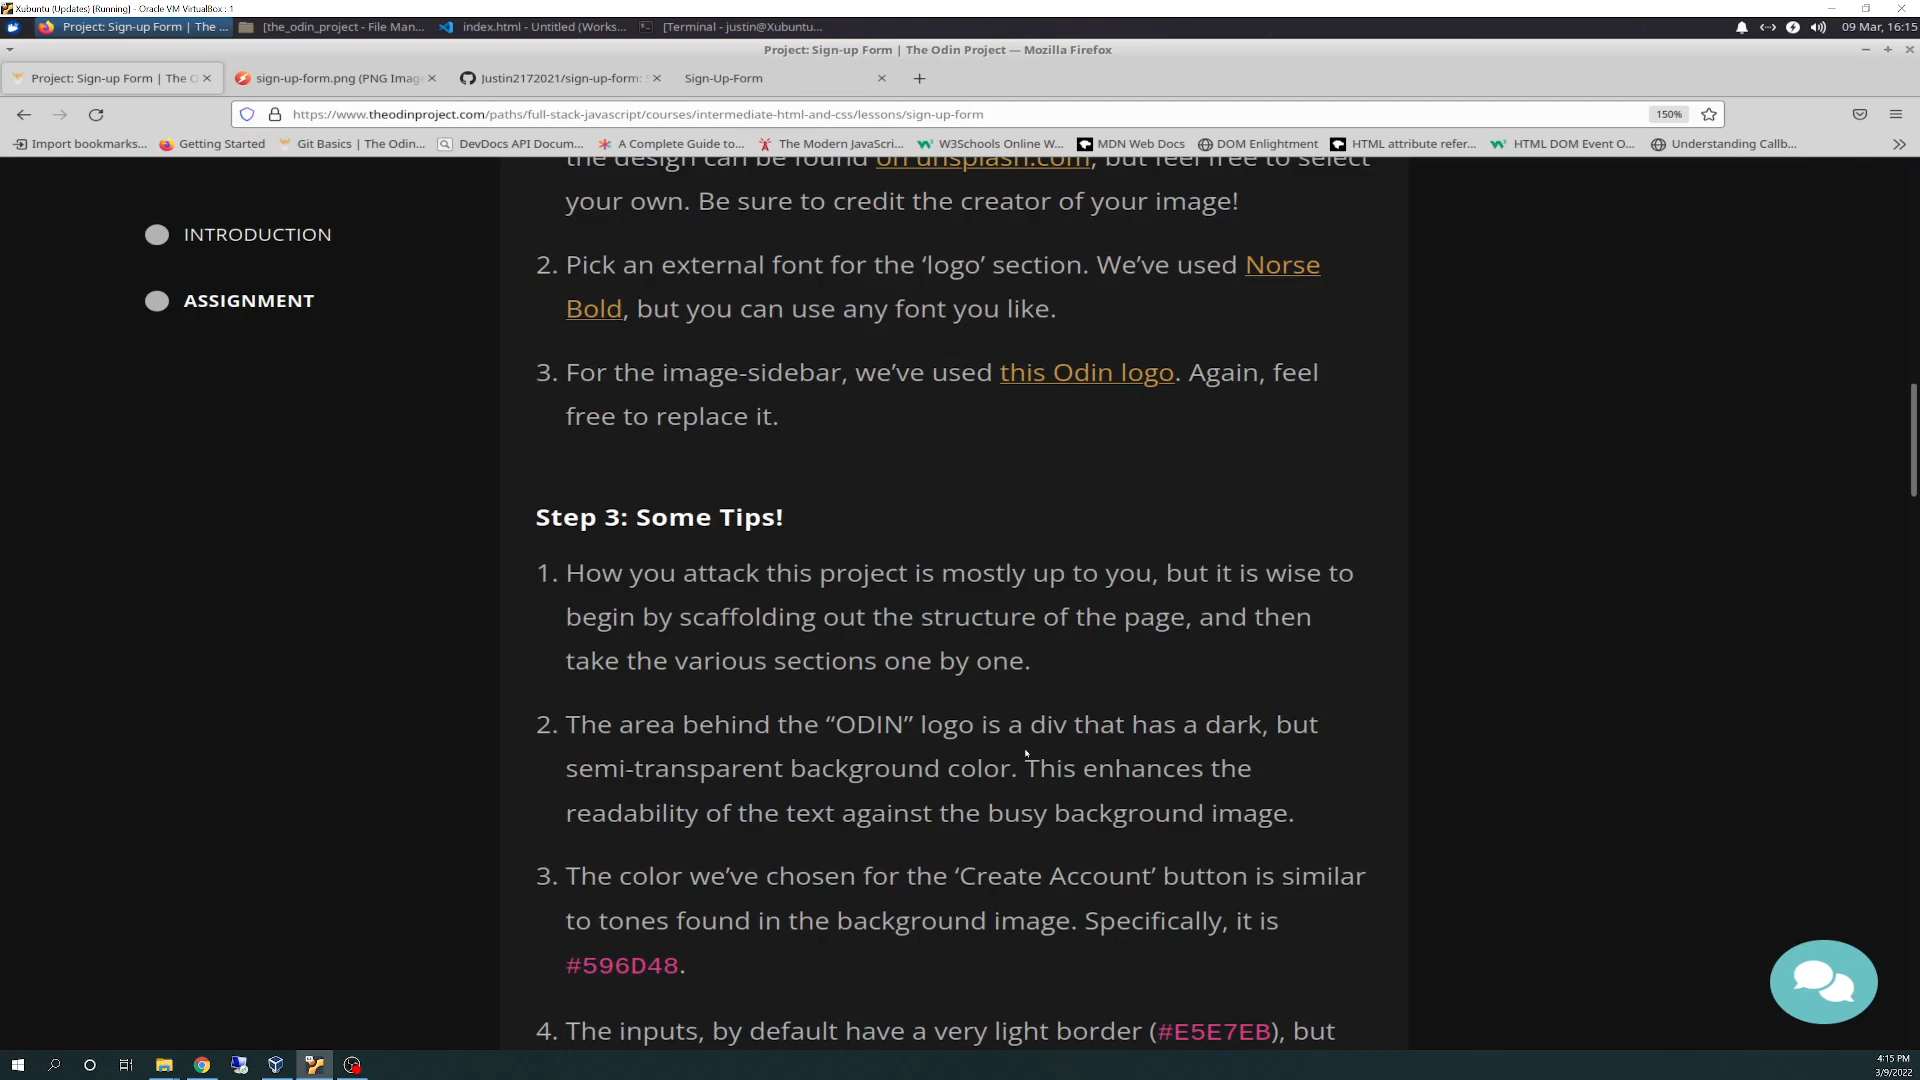 Xubuntu (Updates) [Running] - Oracle VM VirtualBox : 1
Project: Sign-up Form | The ...
[the_odin_project - File Man...
index.html - Untitled (Works...
[Terminal - justin@Xubuntu...
09 Mar, 16:15
Project: Sign-up Form | The Odin Project — Mozilla Firefox
Project: Sign-up Form | The O
sign-up-form.png (PNG Imag
Justin2172021/sign-up-form: S
Sign-Up-Form
https://www.theodinproject.com/paths/full-stack-javascript/courses/intermediate-html-and-css/lessons/sign-up-form
150%
Import bookmarks...
Getting Started
Git Basics | The Odin...
DevDocs API Docum...
A Complete Guide to...
The Modern JavaScri...
W3Schools Online W...
MDN Web Docs
DOM Enlightment
HTML attribute refer...
HTML DOM Event O...
Understanding Callb...
the design can be found on unsplash.com, but feel free to select
your own. Be sure to credit the creator of your image!
INTRODUCTION
ASSIGNMENT
2. Pick an external font for the ‘logo’ section. We’ve used Norse
Bold, but you can use any font you like.
3. For the image-sidebar, we’ve used this Odin logo. Again, feel
free to replace it.
Step 3: Some Tips!
1. How you attack this project is mostly up to you, but it is wise to
begin by scaffolding out the structure of the page, and then
take the various sections one by one.
2. The area behind the “ODIN” logo is a div that has a dark, but
semi-transparent background color. This enhances the
readability of the text against the busy background image.
3. The color we’ve chosen for the ‘Create Account’ button is similar
to tones found in the background image. Specifically, it is
#596D48.
4. The inputs, by default have a very light border (#E5E7EB), but
4:15 PM
3/9/2022